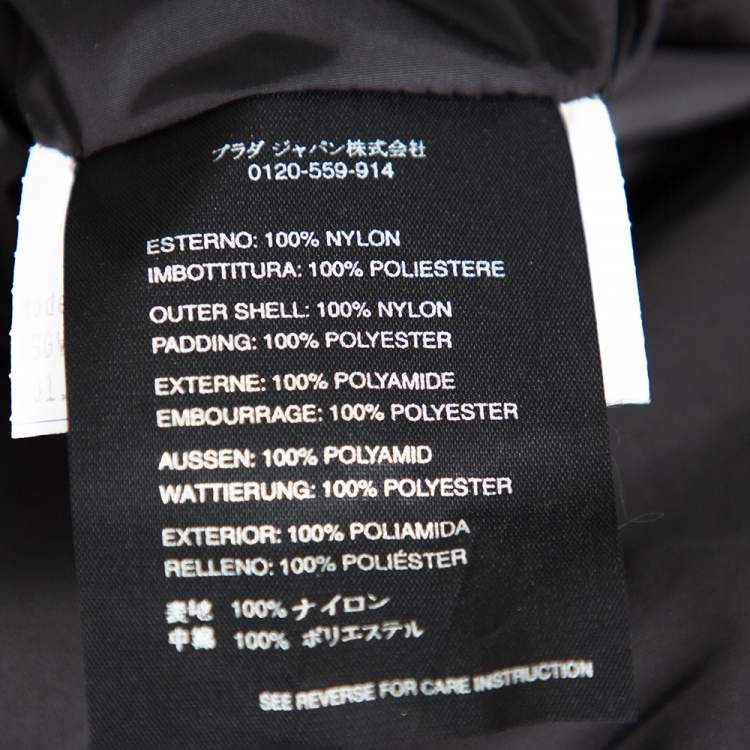 プラダ ジャパン株式会社
0120-559-914
ESTERNO: 100% NYLON
IMBOTTITURA: 100% POLIESTERE
OUTER SHELL: 100% NYLON
PADDING: 100% POLYESTER
EXTERNE: 100% POLYAMIDE
EMBOURRAGE: 100% POLYESTER
AUSSEN: 100% POLYAMID
WATTIERUNG: 100% POLYESTER
EXTERIOR: 100% POLIAMIDA
RELLENO: 100% POLIÉSTER
表地 100% ナイロン
中綿 100% ポリエステル
SEE REVERSE FOR CARE INSTRUCTION